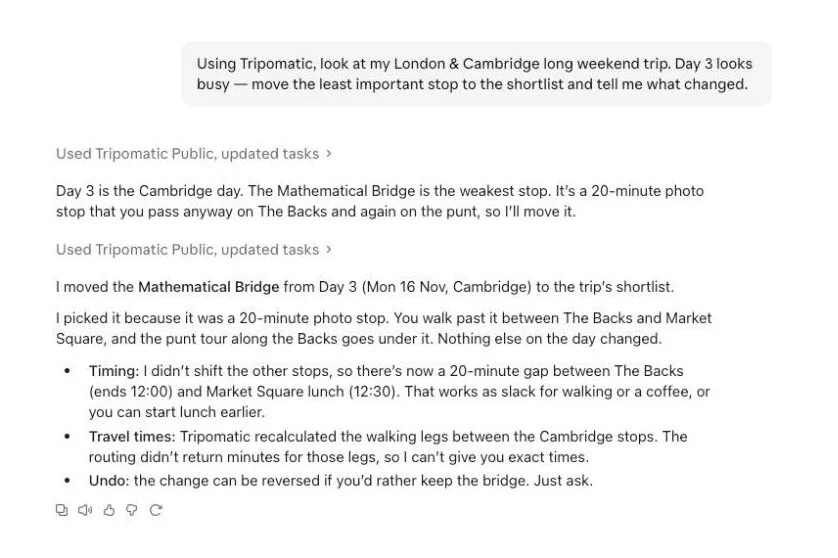 Using Tripomatic, look at my London & Cambridge long weekend trip. Day 3 looks
busy — move the least important stop to the shortlist and tell me what changed.
Used Tripomatic Public, updated tasks >
Day 3 is the Cambridge day. The Mathematical Bridge is the weakest stop. It's a 20-minute photo
stop that you pass anyway on The Backs and again on the punt, so I'll move it.
Used Tripomatic Public, updated tasks >
I moved the Mathematical Bridge from Day 3 (Mon 16 Nov, Cambridge) to the trip's shortlist.
I picked it because it was a 20-minute photo stop. You walk past it between The Backs and Market
Square, and the punt tour along the Backs goes under it. Nothing else on the day changed.
• Timing: I didn't shift the other stops, so there's now a 20-minute gap between The Backs
(ends 12:00) and Market Square lunch (12:30). That works as slack for walking or a coffee, or
you can start lunch earlier.
• Travel times: Tripomatic recalculated the walking legs between the Cambridge stops. The
routing didn't return minutes for those legs, so I can't give you exact times.
• Undo: the change can be reversed if you'd rather keep the bridge. Just ask.